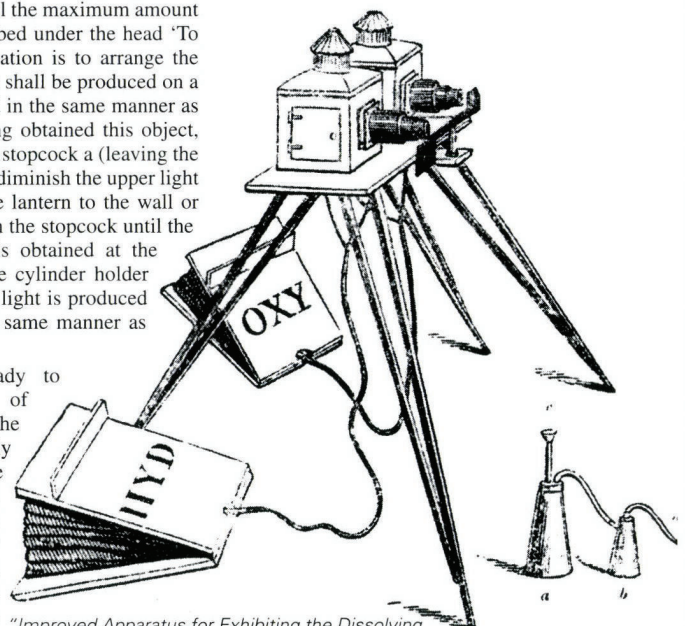 l the maximum amount
bed under the head ‘To
ation is to arrange the
shall be produced on a
in the same manner as
ng obtained this object,
stopcock a (leaving the
diminish the upper light
e lantern to the wall or
n the stopcock until the
s obtained at the
e cylinder holder
light is produced
same manner as
ady to
of
he
y
e
OXY
HYD
c
a b
"Improved Apparatus for Exhibiting the Dissolving